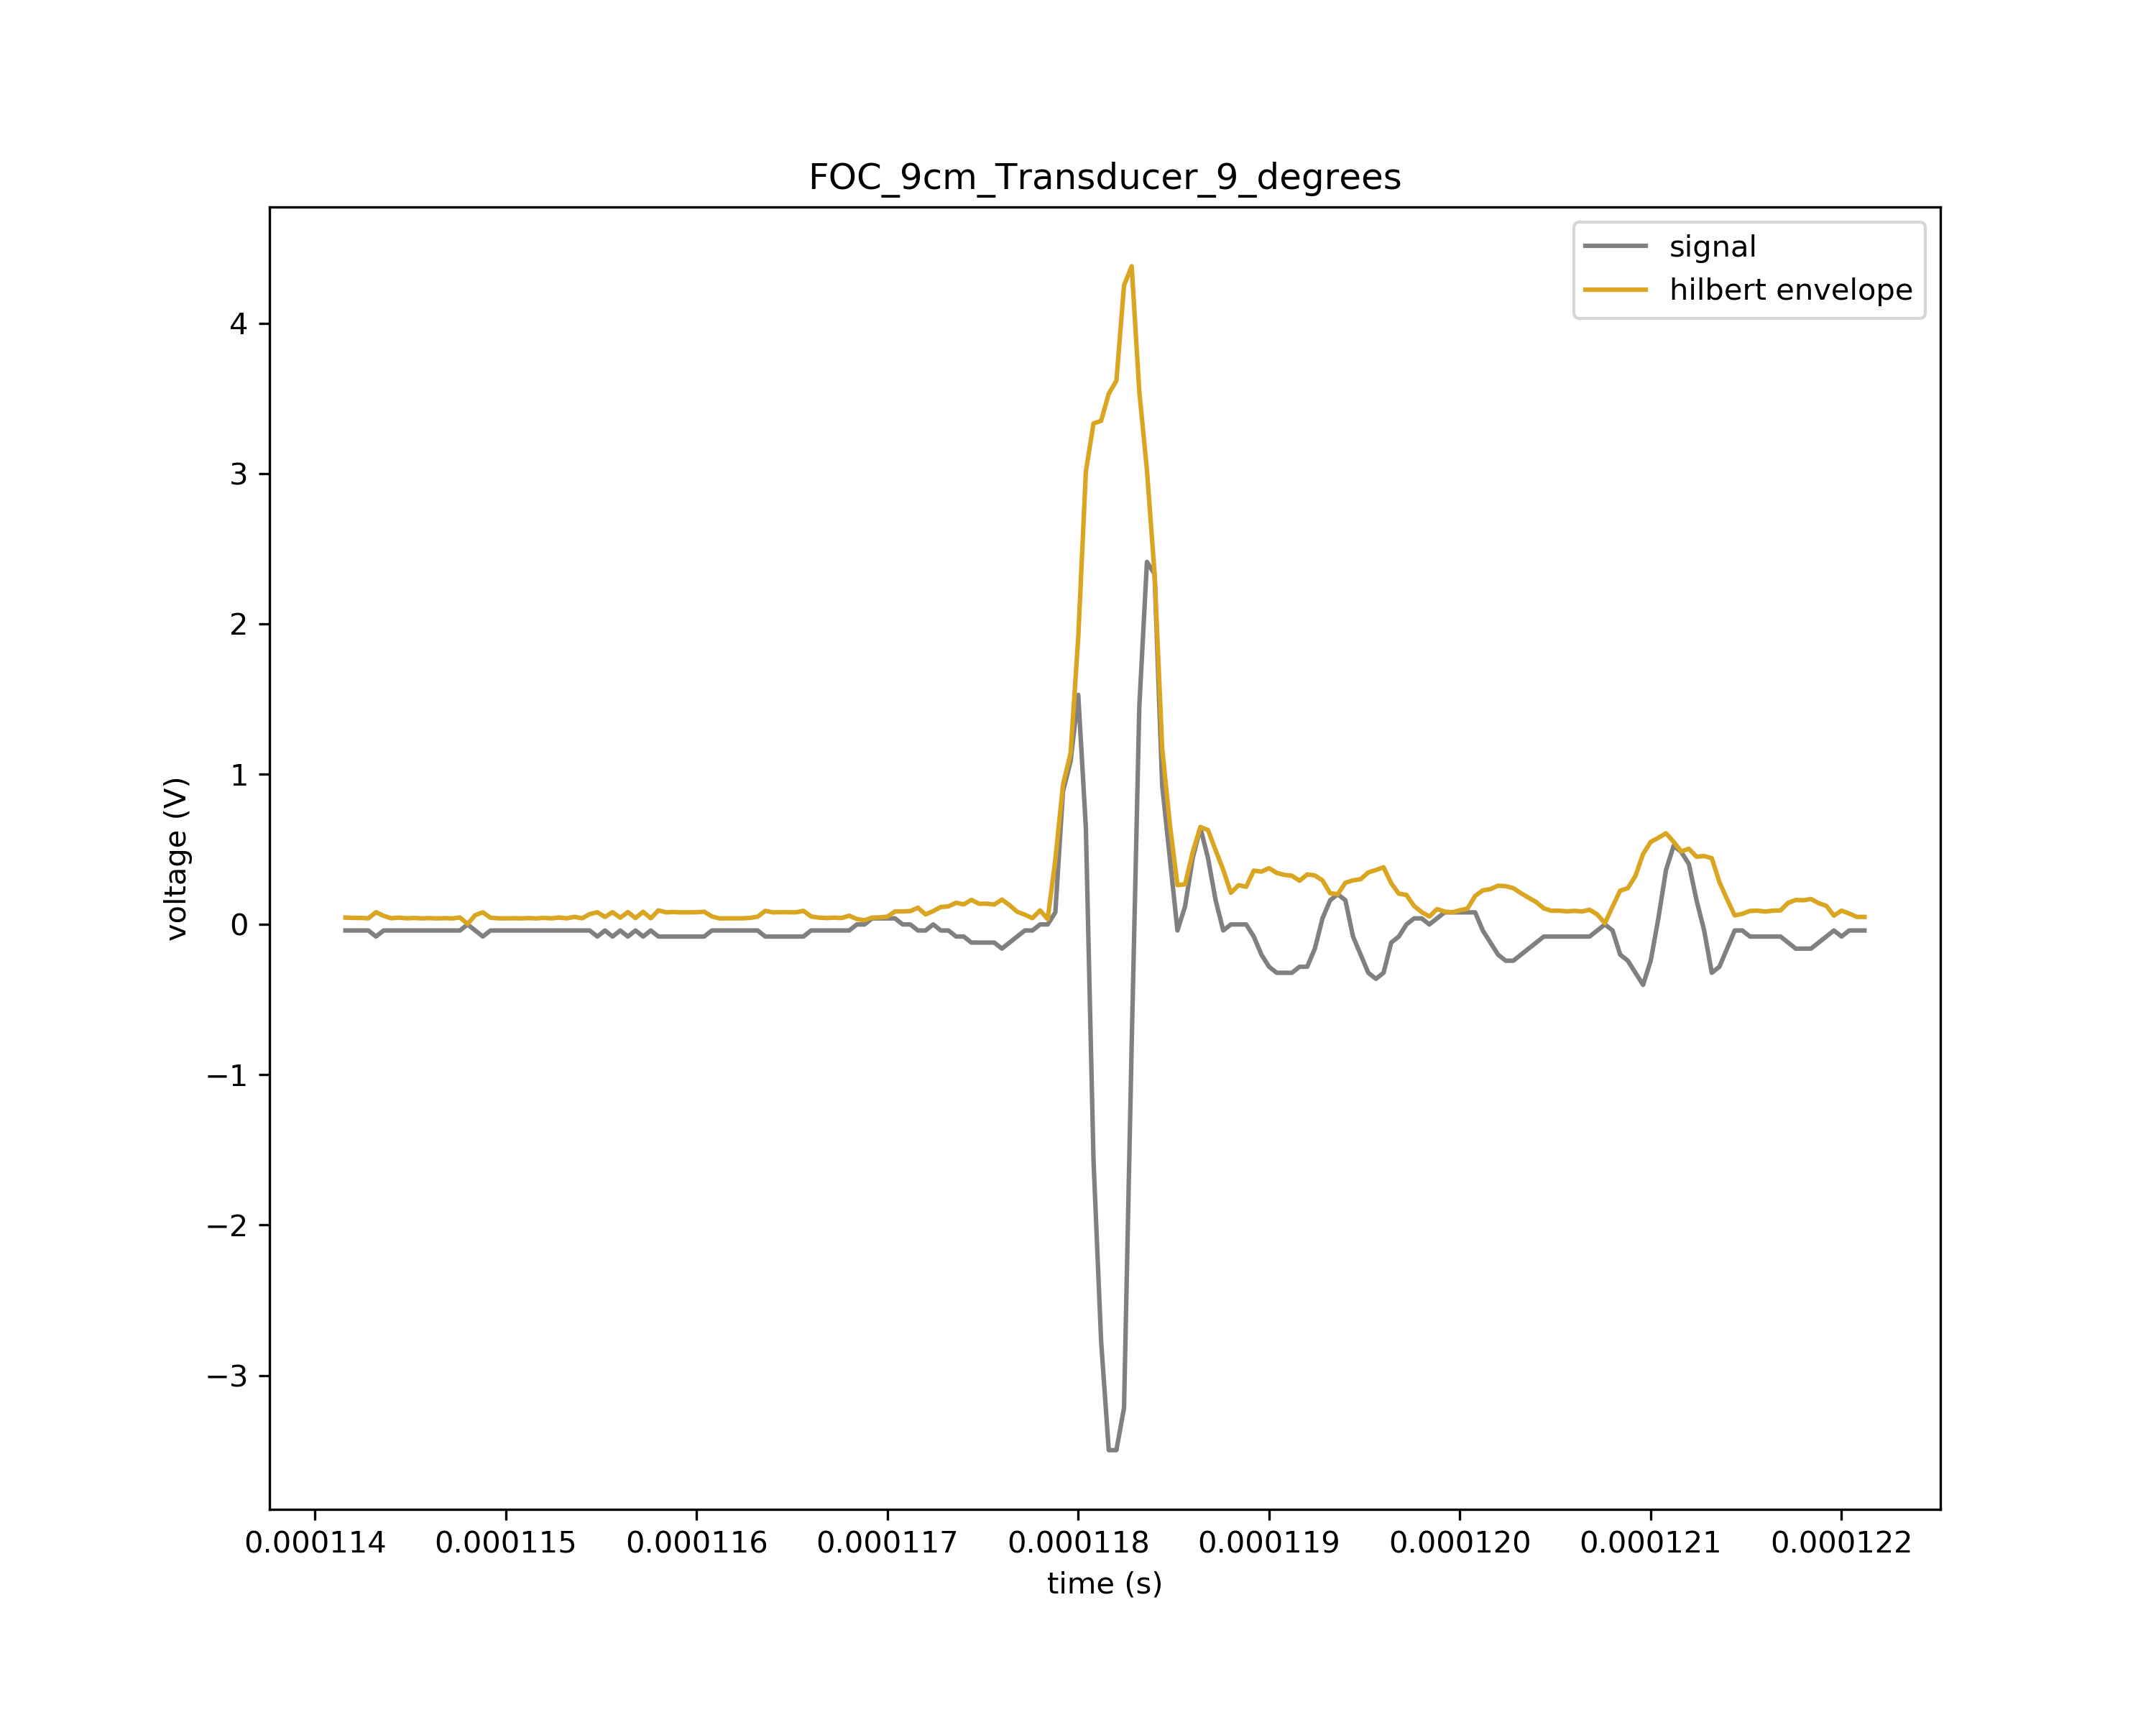 FOC_9cm_Transducer_9_degrees
signal
hilbert envelope
voltage (V)
4
3
2
1
0
−1
−2
−3
0.000114 0.000115 0.000116 0.000117 0.000118 0.000119 0.000120 0.000121 0.000122
time (s)